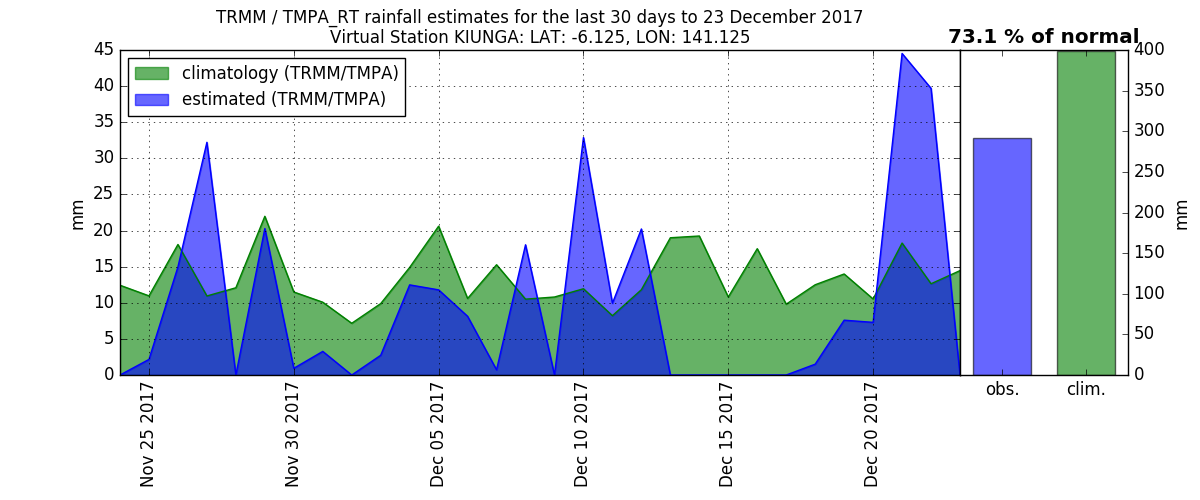 TRMM / TMPA_RT rainfall estimates for the last 30 days to 23 December 2017
Virtual Station KIUNGA: LAT: -6.125, LON: 141.125
73.1 % of normal
climatology (TRMM/TMPA)
estimated (TRMM/TMPA)
45
40
35
30
25
20
15
10
5
0
mm
Nov 25 2017
Nov 30 2017
Dec 05 2017
Dec 10 2017
Dec 15 2017
Dec 20 2017
400
350
300
250
200
150
100
50
0
mm
obs.
clim.